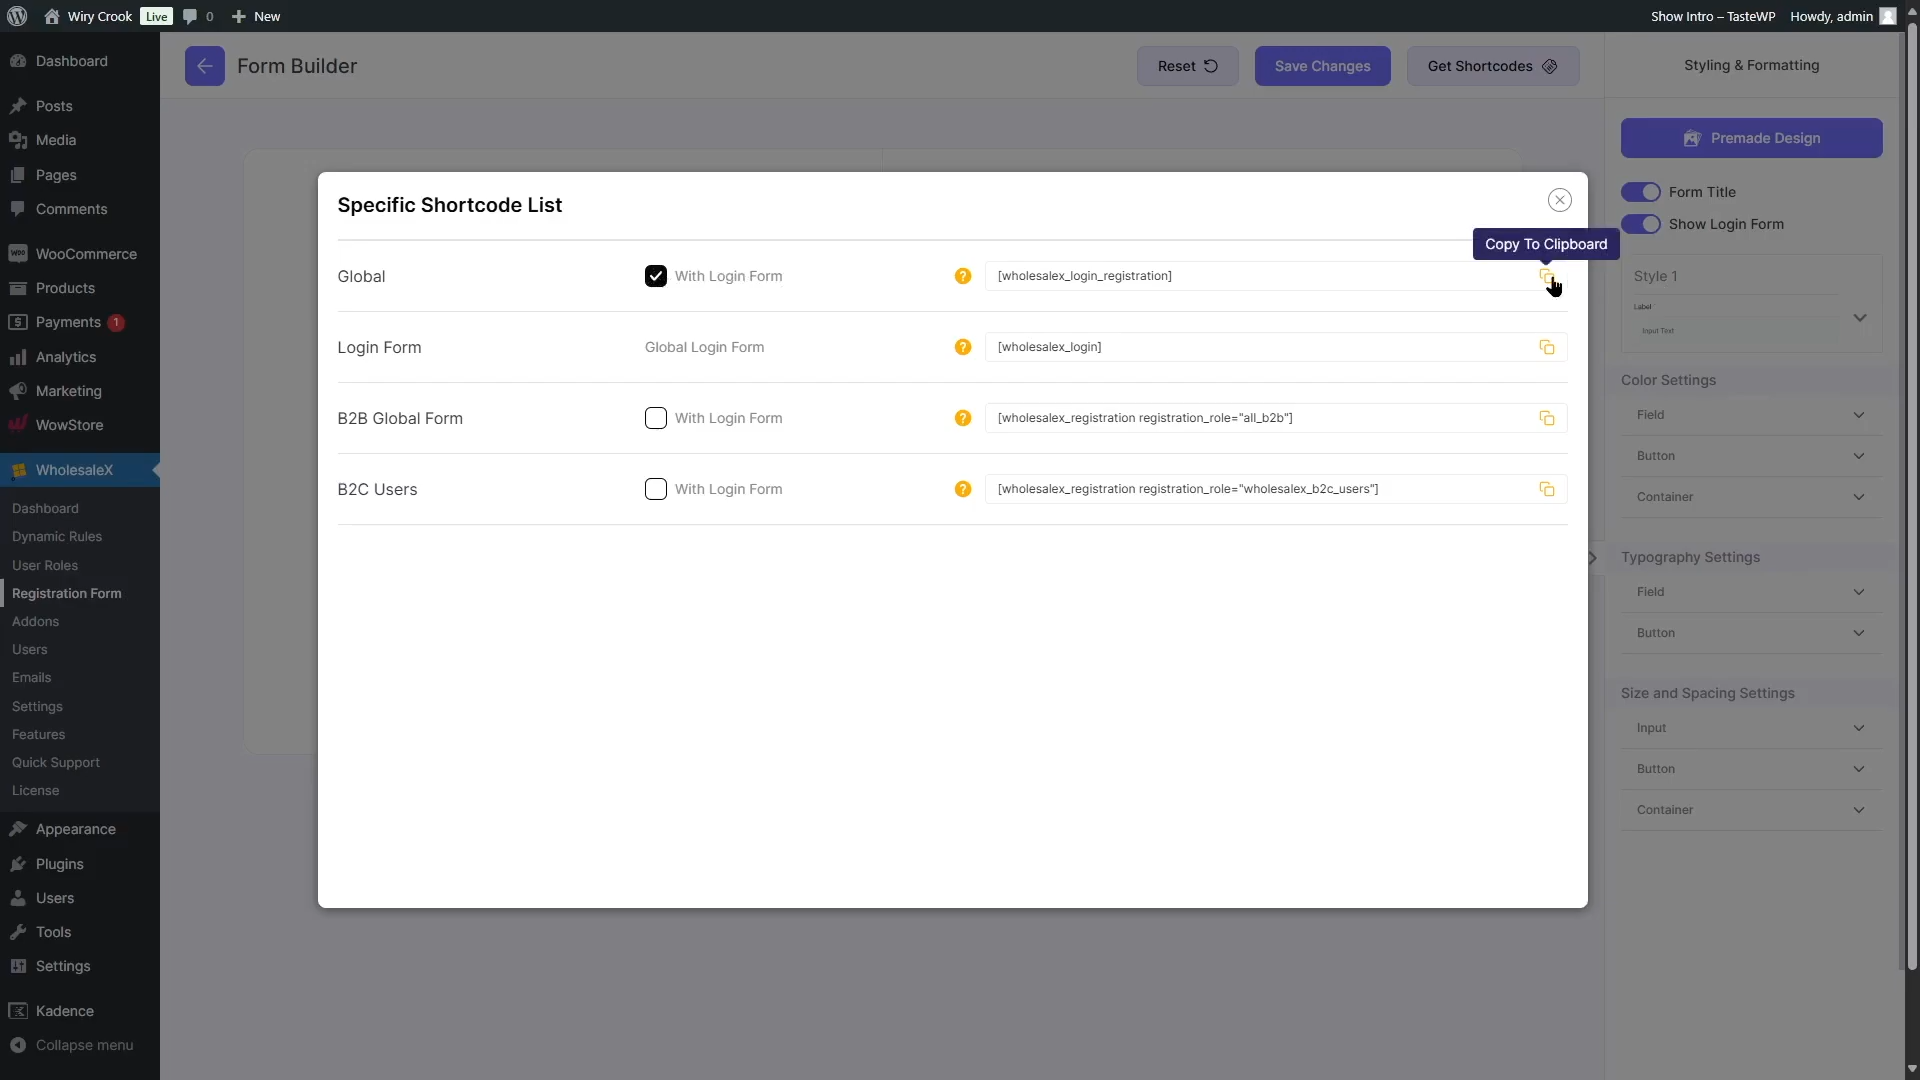 Wiry Crook
Live
0
New
Show Intro – TasteWP
Howdy, admin
Dashboard
Posts
Media
Pages
Comments
WooCommerce
Products
Payments 1
Analytics
Marketing
WowStore
WholesaleX
Dashboard
Dynamic Rules
User Roles
Registration Form
Addons
Users
Emails
Settings
Features
Quick Support
License
Appearance
Plugins
Users
Tools
Settings
Kadence
Collapse menu
Form Builder
Reset
Save Changes
Get Shortcodes
Specific Shortcode List
Copy To Clipboard
Global
With Login Form
?
[wholesalex_login_registration]
Login Form
Global Login Form
?
[wholesalex_login]
B2B Global Form
With Login Form
?
[wholesalex_registration registration_role="all_b2b"]
B2C Users
With Login Form
?
[wholesalex_registration registration_role="wholesalex_b2c_users"]
Styling & Formatting
Premade Design
Form Title
Show Login Form
Style 1
Label
Input Text
Color Settings
Field
Button
Container
Typography Settings
Field
Button
Size and Spacing Settings
Input
Button
Container